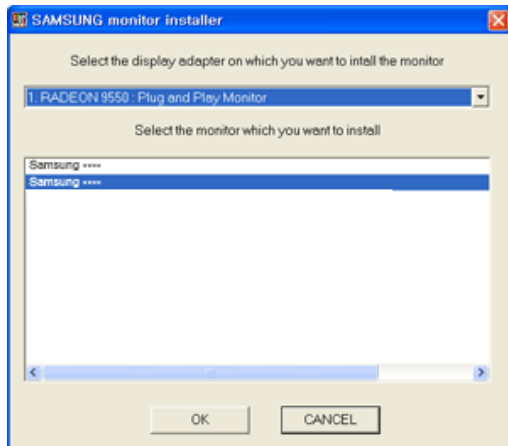 SAMSUNG monitor installer
Select the display adapter on which you want to intall the monitor
1. RADEON 9550 : Plug and Play Monitor
Select the monitor which you want to install
Samsung ****
Samsung ****
OK
CANCEL